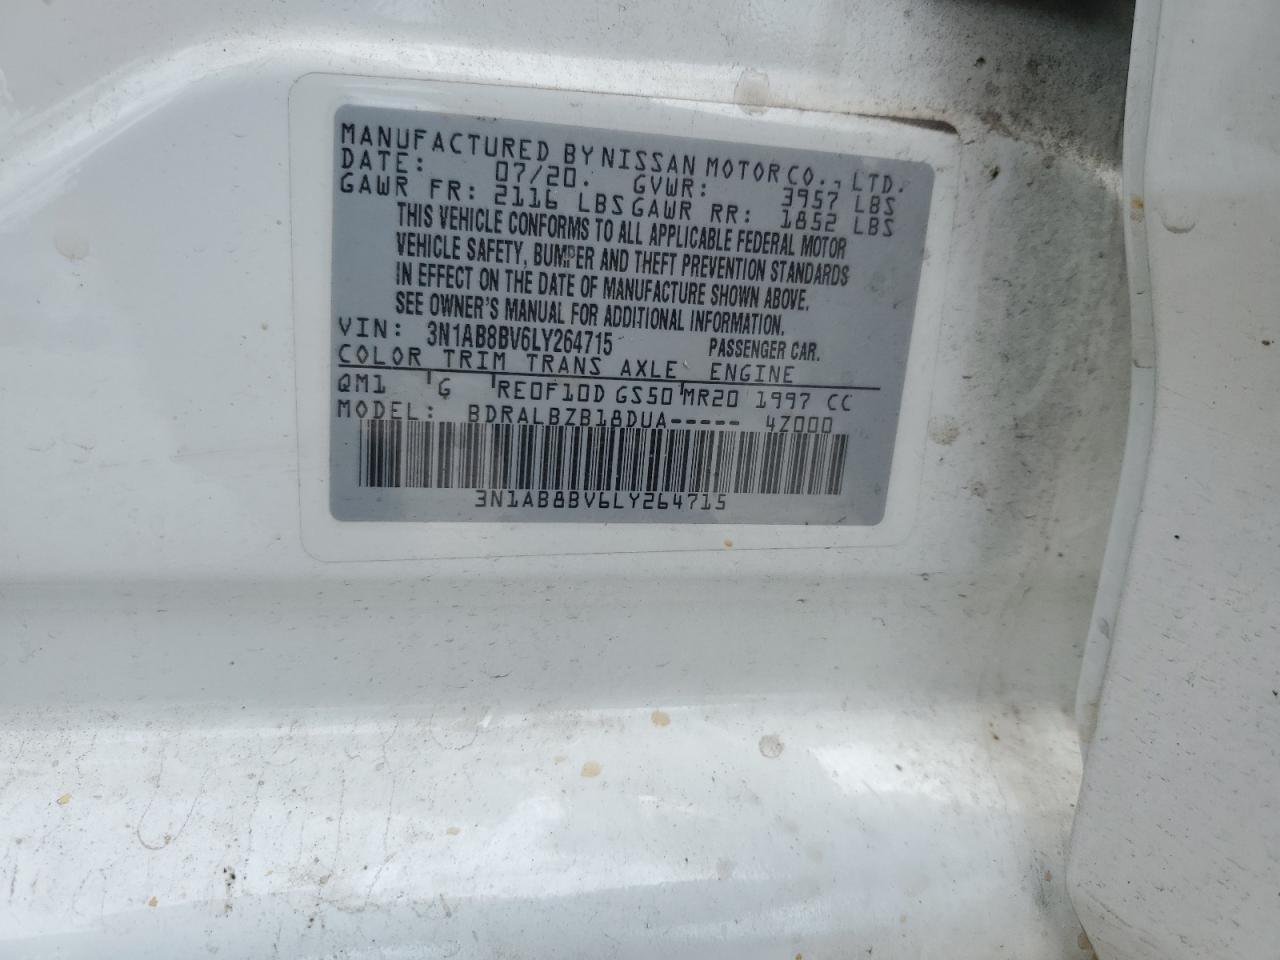 MANUFACTURED BY NISSAN MOTOR CO., LTD.
DATE: 07/20. GVWR: 3957 LBS
GAWR FR: 2116 LBS GAWR RR: 1852 LBS
THIS VEHICLE CONFORMS TO ALL APPLICABLE FEDERAL MOTOR
VEHICLE SAFETY, BUMPER AND THEFT PREVENTION STANDARDS
IN EFFECT ON THE DATE OF MANUFACTURE SHOWN ABOVE.
SEE OWNER'S MANUAL FOR ADDITIONAL INFORMATION.
VIN: 3N1AB8BV6LY264715 PASSENGER CAR.
COLOR TRIM TRANS AXLE ENGINE
QM1 G RE0F10D GS50 MR20 1997 CC
MODEL: BDRALBZB18DUA----- 4Z000
3N1AB8BV6LY264715